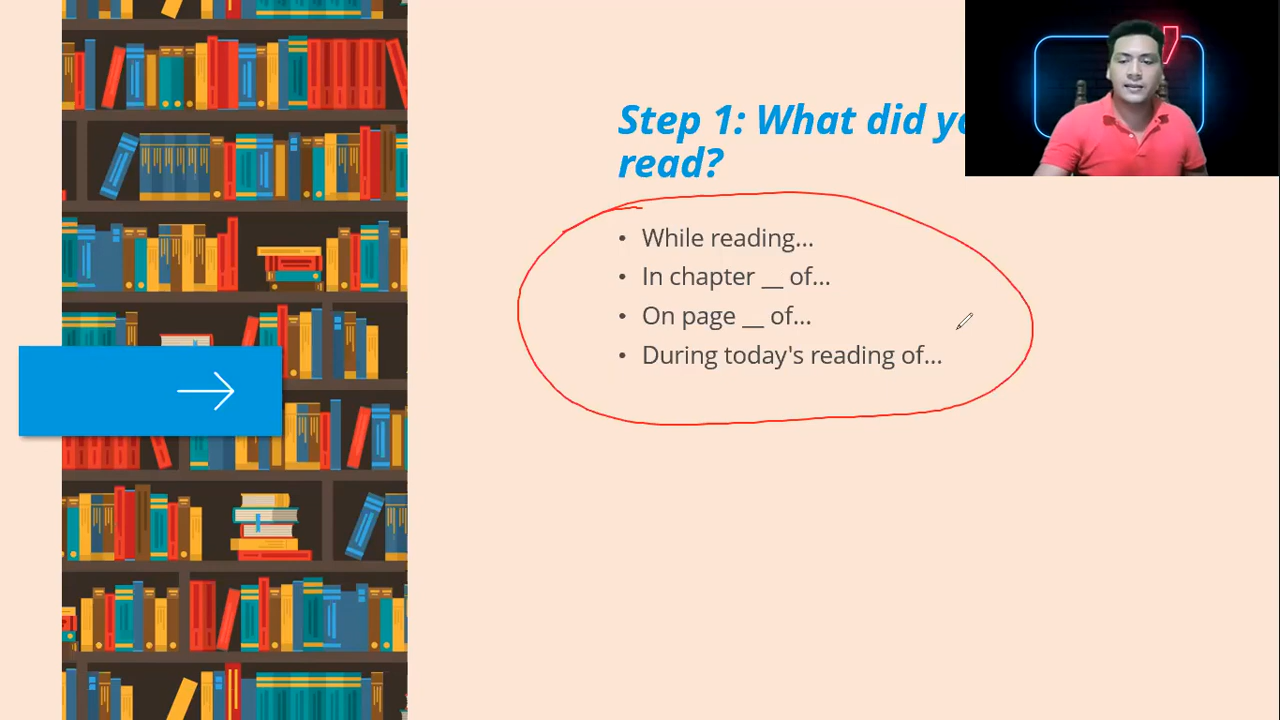 Step 1: What did
read?
• While reading...
• In chapter __ of...
• On page __ of...
• During today's reading of...